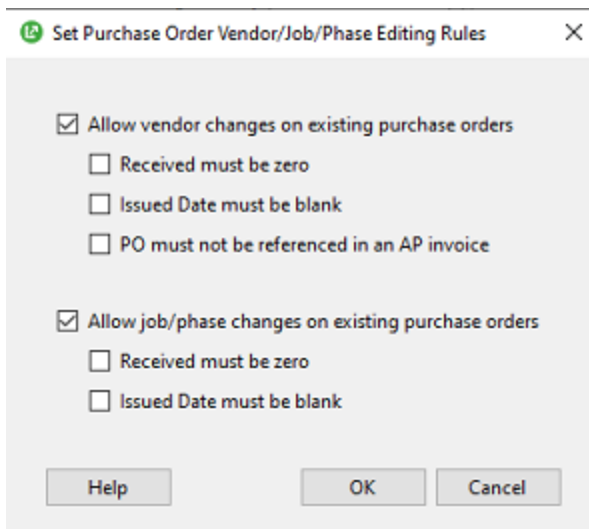 Set Purchase Order Vendor/Job/Phase Editing Rules
Allow vendor changes on existing purchase orders
Received must be zero
Issued Date must be blank
PO must not be referenced in an AP invoice
Allow job/phase changes on existing purchase orders
Received must be zero
Issued Date must be blank
Help OK Cancel